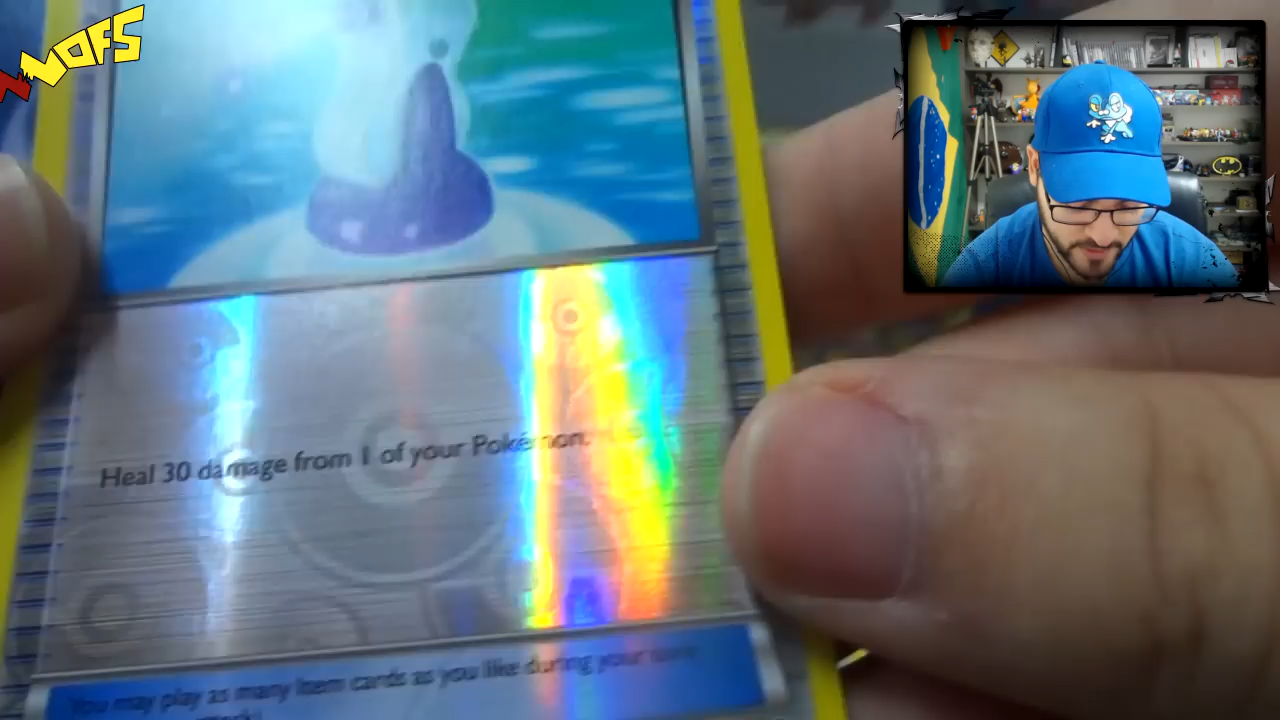 NOFS
Heal 30 damage from 1 of your Pokémon.
You may play as many Item cards as you like during your turn